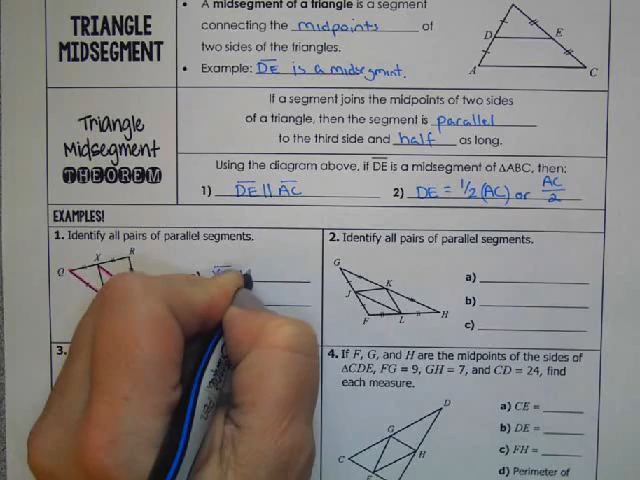 TRIANGLE
MIDSEGMENT
• A midsegment of a triangle is a segment
connecting the midpoints of
two sides of the triangles.
• Example: DE is a midsegment.
D
E
A
C
Triangle
Midsegment
THEOREM
If a segment joins the midpoints of two sides
of a triangle, then the segment is parallel
to the third side and half as long.
Using the diagram above, if DE is a midsegment of ΔABC, then:
1) DE || AC
2) DE = 1/2 (AC) or AC/2
EXAMPLES!
1. Identify all pairs of parallel segments.
Q
X
R
2. Identify all pairs of parallel segments.
G
K
J
F
L
H
a)
b)
c)
3.
4. If F, G, and H are the midpoints of the sides of
ΔCDE, FG = 9, GH = 7, and CD = 24, find
each measure.
D
G
H
C
a) CE =
b) DE =
c) FH =
d) Perimeter of